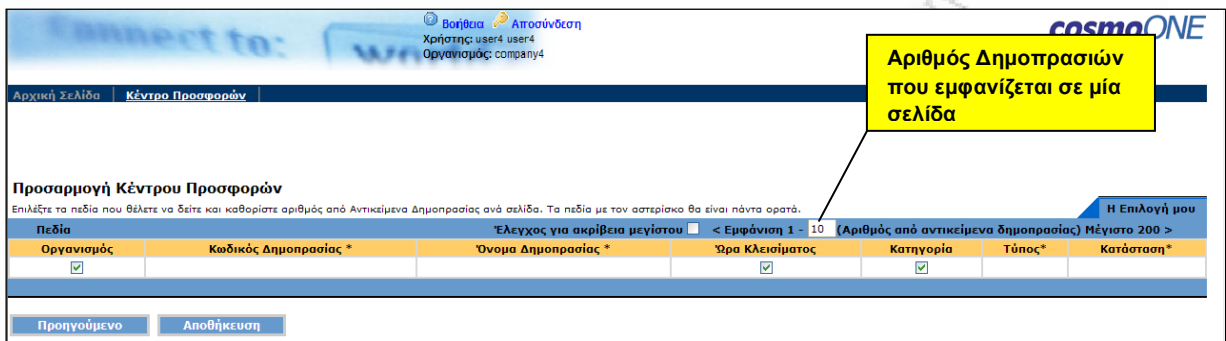 Connect to:
Βοήθεια Αποσύνδεση
Χρήστης: user4 user4
Οργανισμός: company4
cosmoONE
Αριθμός Δημοπρασιών
που εμφανίζεται σε μία
σελίδα
Αρχική Σελίδα | Κέντρο Προσφορών |
Προσαρμογή Κέντρου Προσφορών
Επιλέξτε τα πεδία που θέλετε να δείτε και καθορίστε αριθμός από Αντικείμενα Δημοπρασίας ανά σελίδα. Τα πεδία με τον αστερίσκο θα είναι πάντα ορατά.
Η Επιλογή μου
Πεδία Έλεγχος για ακρίβεια μεγίστου < Εμφάνιση 1 - 10 (Αριθμός από αντικείμενα δημοπρασίας) Μέγιστο 200 >
Οργανισμός Κωδικός Δημοπρασίας * Όνομα Δημοπρασίας * Ώρα Κλεισίματος Κατηγορία Τύπος* Κατάσταση*
Προηγούμενο Αποθήκευση